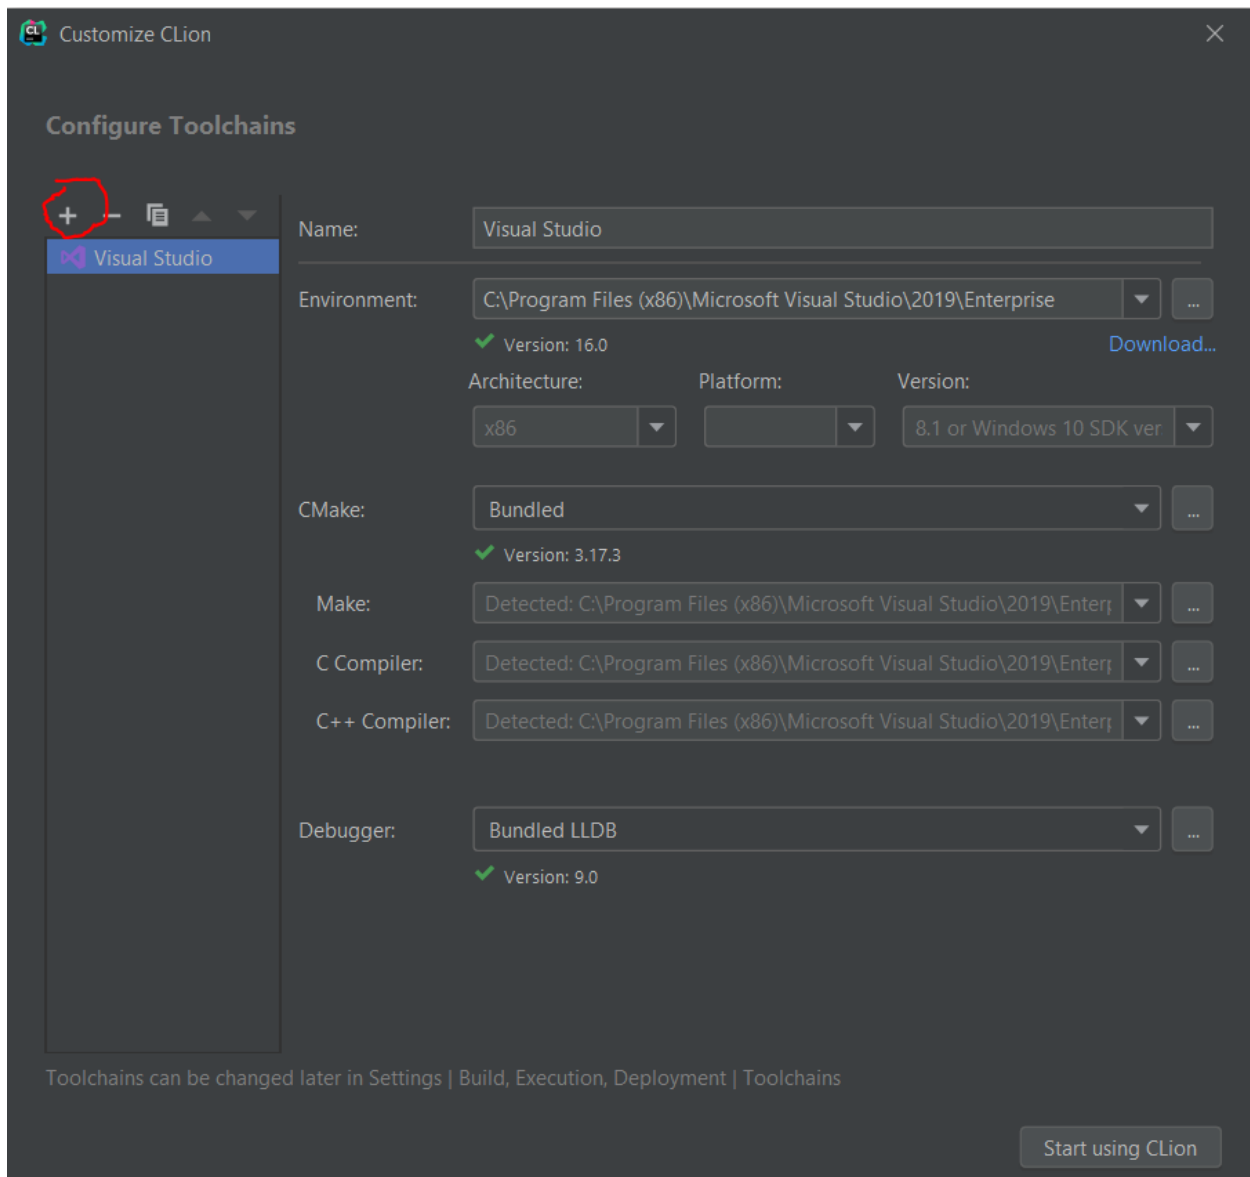 Customize CLion
Configure Toolchains
Visual Studio
Name: Visual Studio
Environment: C:\Program Files (x86)\Microsoft Visual Studio\2019\Enterprise ...
Version: 16.0 Download...
Architecture: Platform: Version:
x86 8.1 or Windows 10 SDK ver
CMake: Bundled ...
Version: 3.17.3
Make: Detected: C:\Program Files (x86)\Microsoft Visual Studio\2019\Enterp ...
C Compiler: Detected: C:\Program Files (x86)\Microsoft Visual Studio\2019\Enterp ...
C++ Compiler: Detected: C:\Program Files (x86)\Microsoft Visual Studio\2019\Enterp ...
Debugger: Bundled LLDB ...
Version: 9.0
Toolchains can be changed later in Settings | Build, Execution, Deployment | Toolchains
Start using CLion